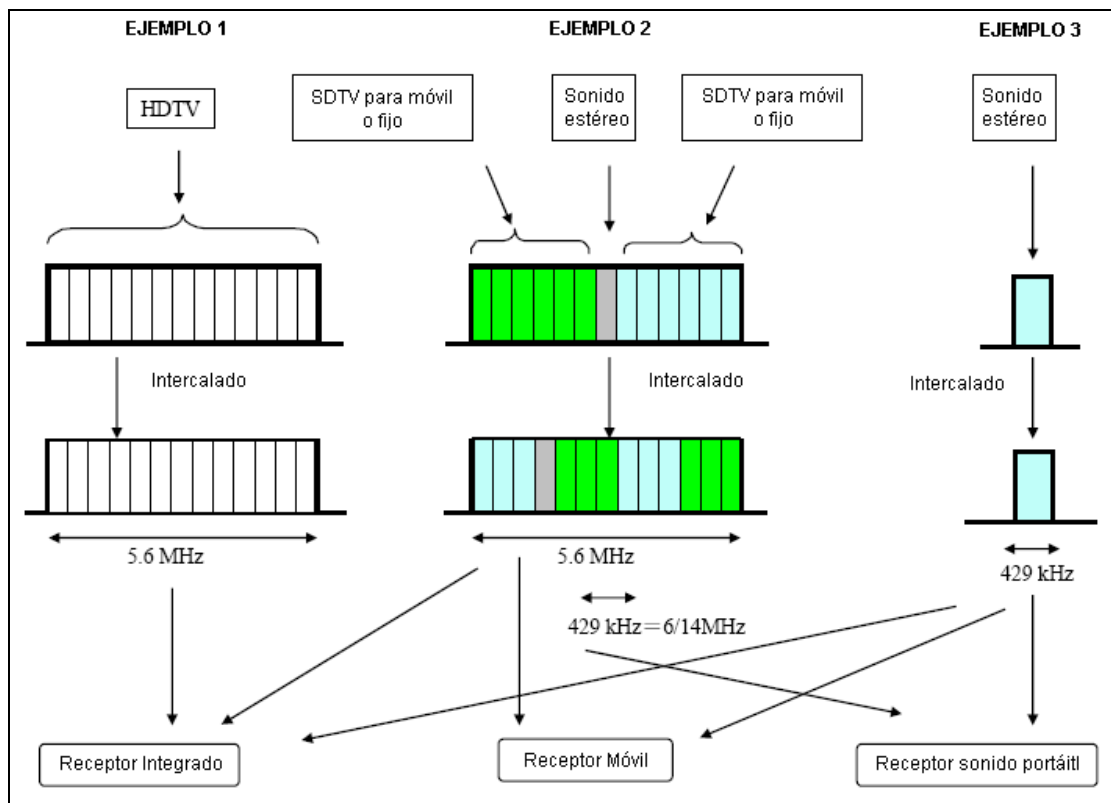 EJEMPLO 1
EJEMPLO 2
EJEMPLO 3
HDTV
SDTV para móvil
o fijo
Sonido
estéreo
SDTV para móvil
o fijo
Sonido
estéreo
Intercalado
Intercalado
Intercalado
5.6 MHz
5.6 MHz
429 kHz
429 kHz=6/14MHz
Receptor Integrado
Receptor Móvil
Receptor sonido portáitl